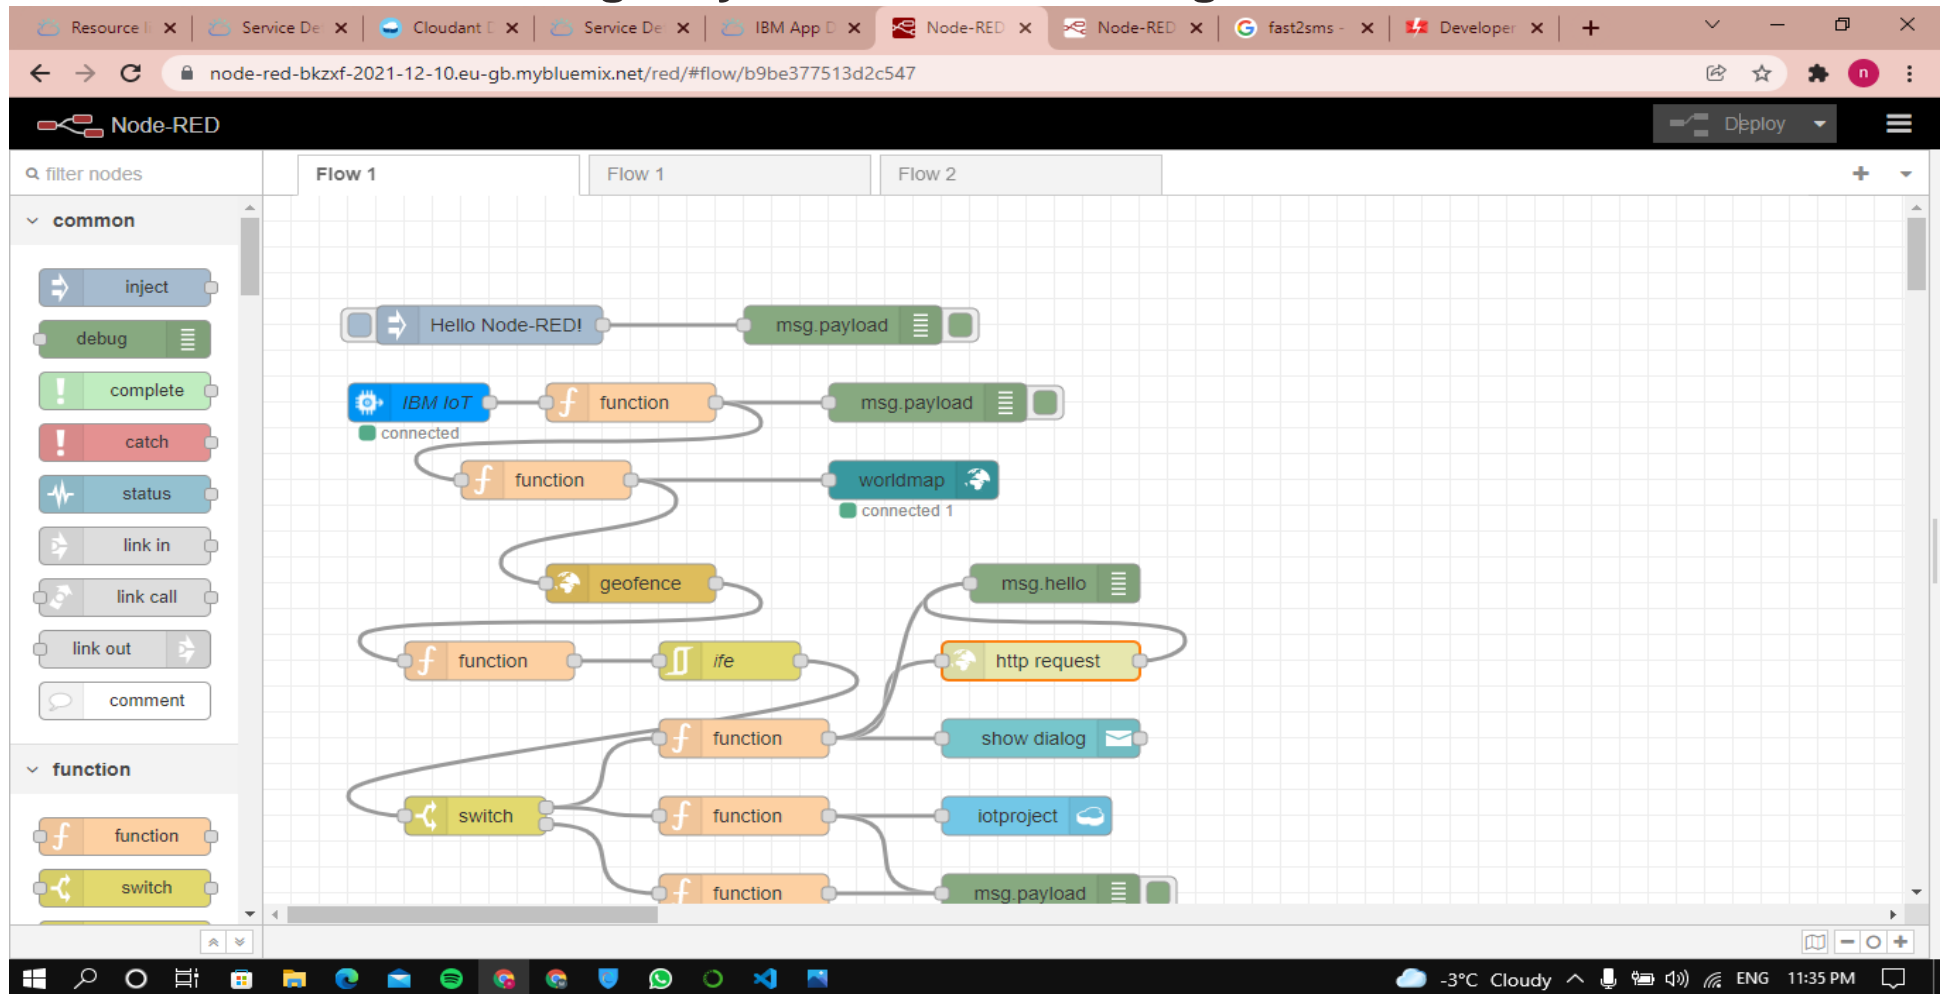 Resource li
Service De
Cloudant D
Service De
IBM App D
Node-RED
Node-RED
fast2sms -
Developer
node-red-bkzxf-2021-12-10.eu-gb.mybluemix.net/red/#flow/b9be377513d2c547
n
Node-RED
Deploy
filter nodes
Flow 1
Flow 1
Flow 2
common
inject
debug
complete
catch
status
link in
link call
link out
comment
function
function
switch
Hello Node-RED!
msg.payload
IBM IoT
function
msg.payload
connected
function
worldmap
connected 1
geofence
msg.hello
function
ife
http request
function
show dialog
switch
function
iotproject
function
msg.payload
-3°C Cloudy
ENG
11:35 PM